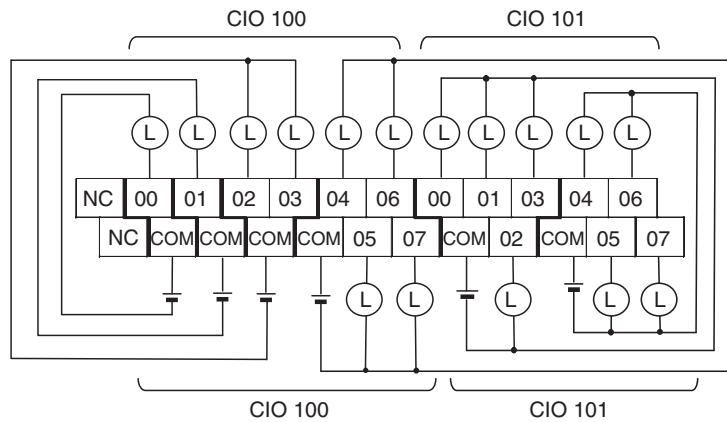 CIO 100 CIO 101
L L L L L L L L L L L
NC 00 01 02 03 04 06 00 01 03 04 06
NC COM COM COM COM 05 07 COM 02 COM 05 07
L L L L L
CIO 100 CIO 101